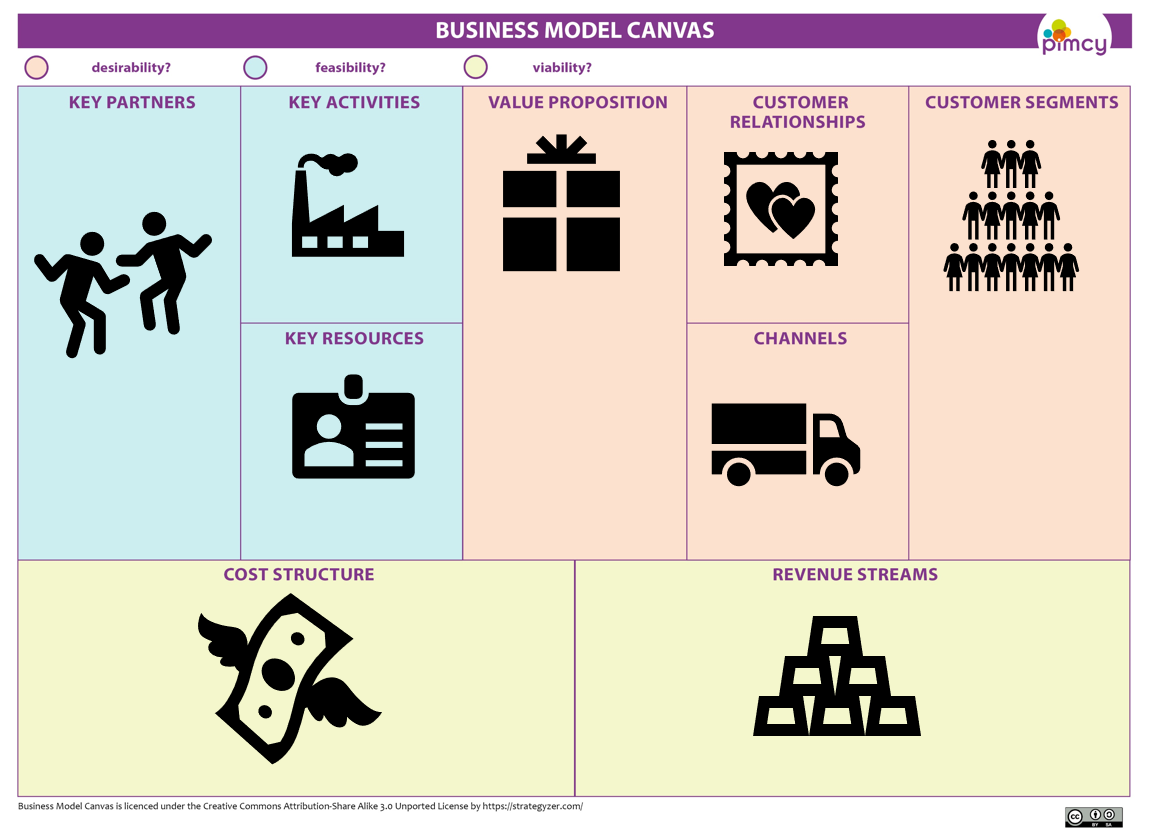 BUSINESS MODEL CANVAS
pimcy
desirability?
feasibility?
viability?
KEY PARTNERS
KEY ACTIVITIES
VALUE PROPOSITION
CUSTOMER
RELATIONSHIPS
CUSTOMER SEGMENTS
KEY RESOURCES
CHANNELS
COST STRUCTURE
REVENUE STREAMS
Business Model Canvas is licenced under the Creative Commons Attribution-Share Alike 3.0 Unported License by https://strategyzer.com/
cc
BY SA